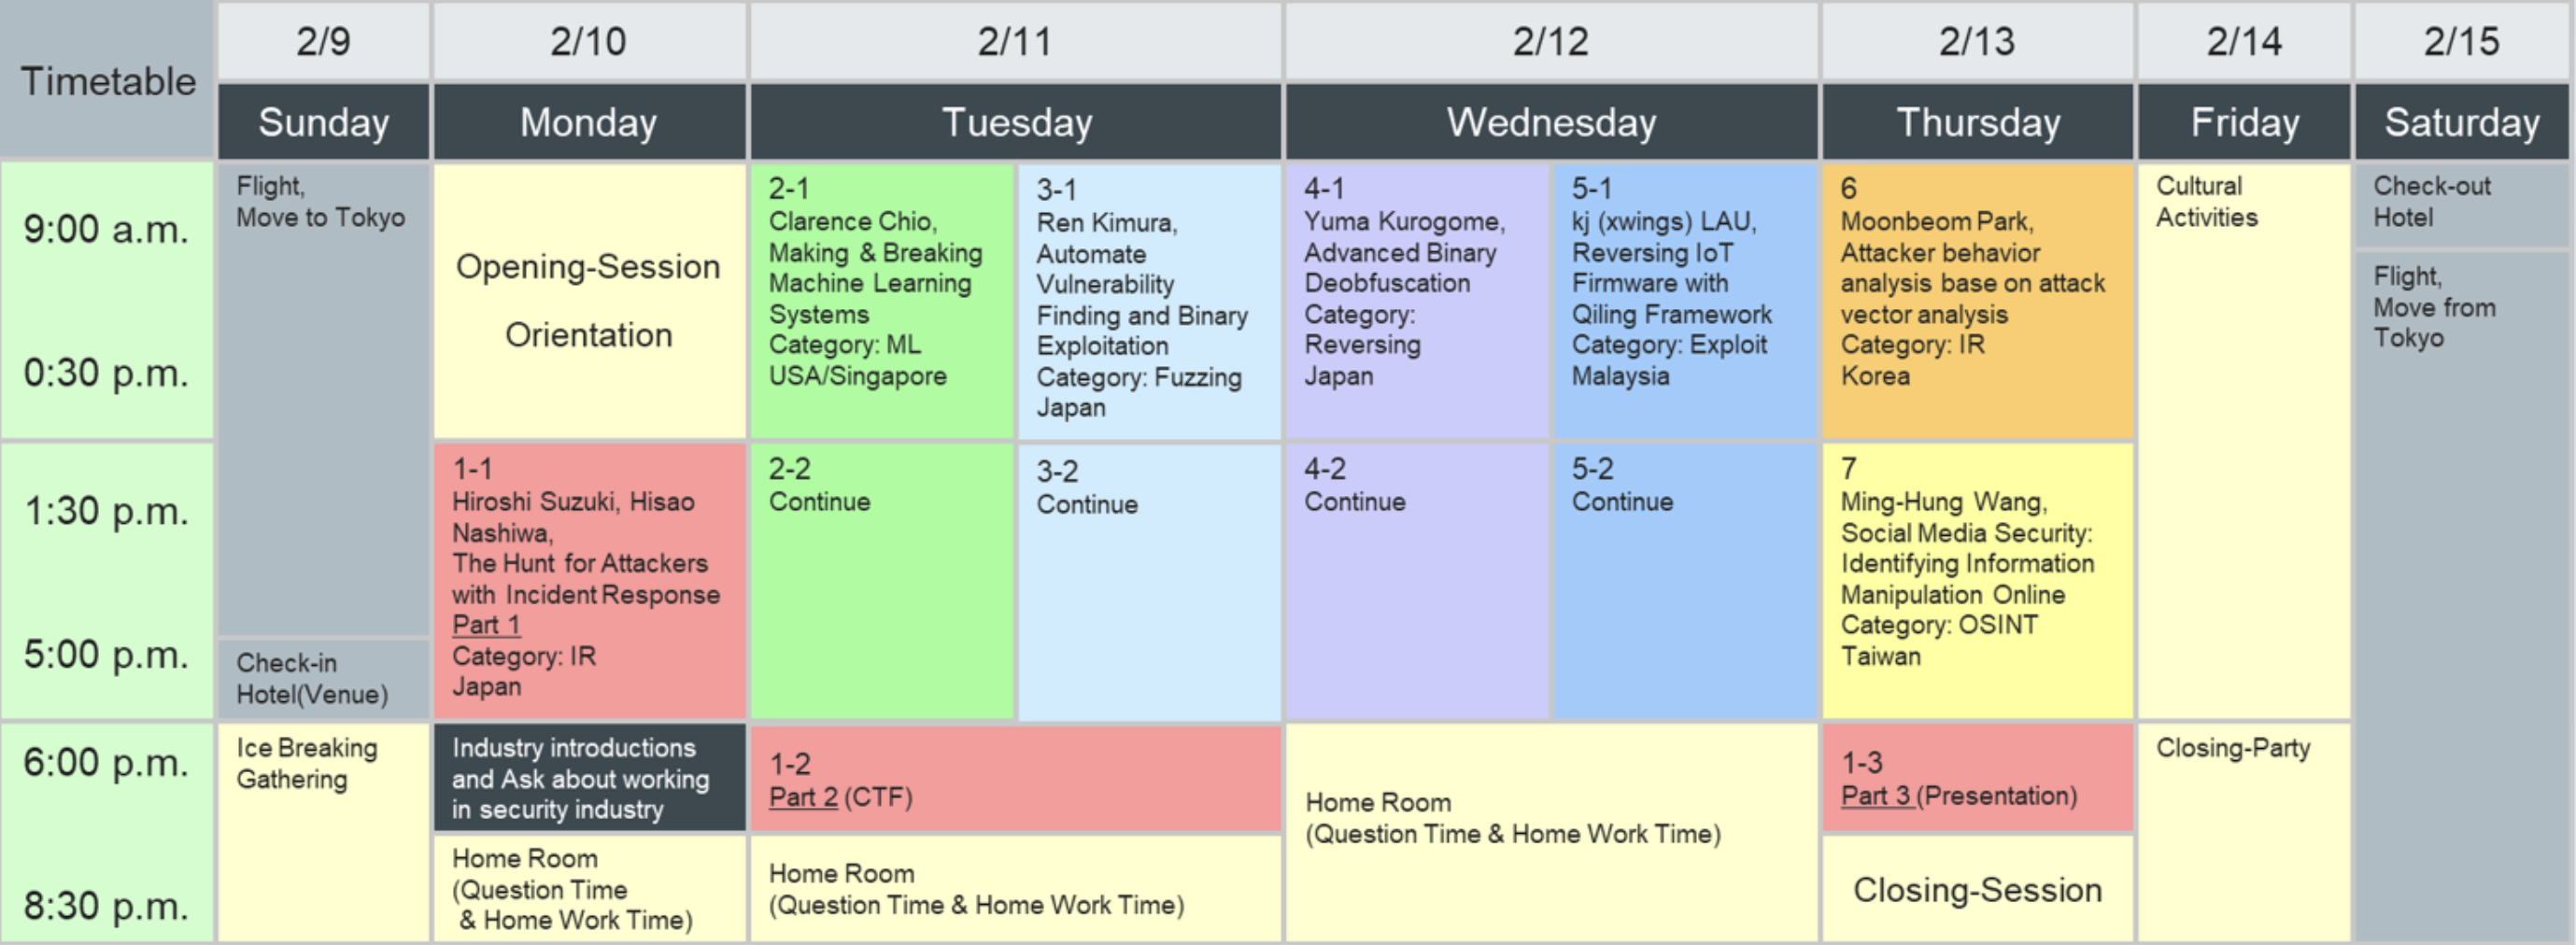 Timetable
2/9
2/10
2/11
2/12
2/13
2/14
2/15
Sunday
Monday
Tuesday
Wednesday
Thursday
Friday
Saturday
9:00 a.m.
0:30 p.m.
Flight,
Move to Tokyo
Opening-Session
Orientation
2-1
Clarence Chio,
Making & Breaking
Machine Learning
Systems
Category: ML
USA/Singapore
3-1
Ren Kimura,
Automate
Vulnerability
Finding and Binary
Exploitation
Category: Fuzzing
Japan
4-1
Yuma Kurogome,
Advanced Binary
Deobfuscation
Category:
Reversing
Japan
5-1
kj (xwings) LAU,
Reversing IoT
Firmware with
Qiling Framework
Category: Exploit
Malaysia
6
Moonbeom Park,
Attacker behavior
analysis base on attack
vector analysis
Category: IR
Korea
Cultural
Activities
Check-out
Hotel
Flight,
Move from
Tokyo
1:30 p.m.
5:00 p.m.
Check-in
Hotel(Venue)
1-1
Hiroshi Suzuki, Hisao
Nashiwa,
The Hunt for Attackers
with Incident Response
Part 1
Category: IR
Japan
2-2
Continue
3-2
Continue
4-2
Continue
5-2
Continue
7
Ming-Hung Wang,
Social Media Security:
Identifying Information
Manipulation Online
Category: OSINT
Taiwan
6:00 p.m.
8:30 p.m.
Ice Breaking
Gathering
Industry introductions
and Ask about working
in security industry
Home Room
(Question Time
& Home Work Time)
1-2
Part 2 (CTF)
Home Room
(Question Time & Home Work Time)
Home Room
(Question Time & Home Work Time)
1-3
Part 3 (Presentation)
Closing-Session
Closing-Party